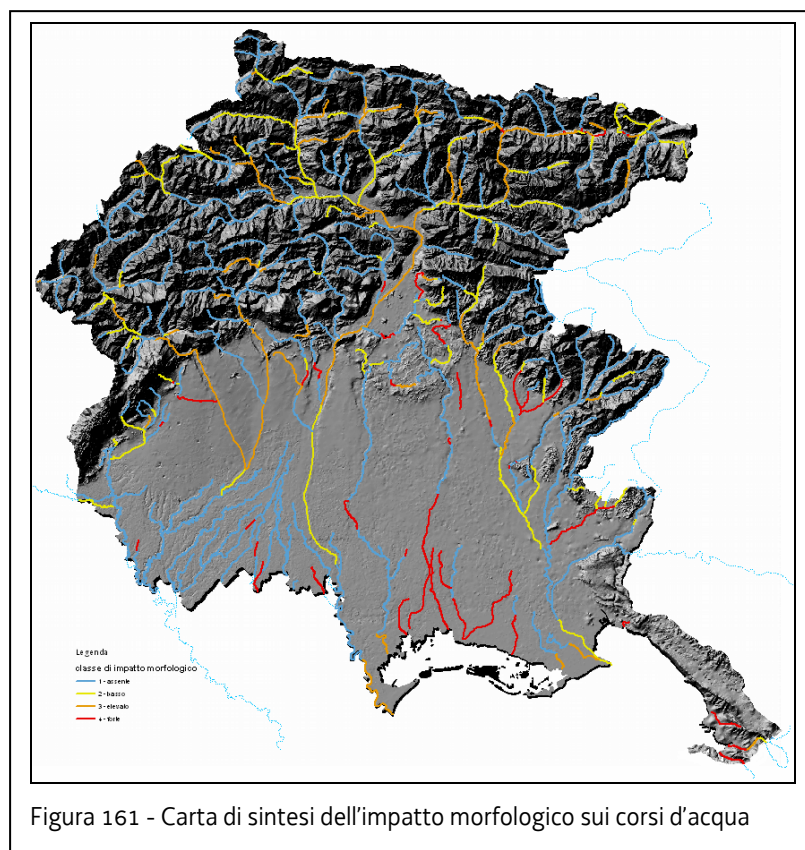 Legenda
classe di impatto morfologico
1 - assente
2 - basso
3 - elevato
4 - forte
Figura 161 - Carta di sintesi dell'impatto morfologico sui corsi d'acqua